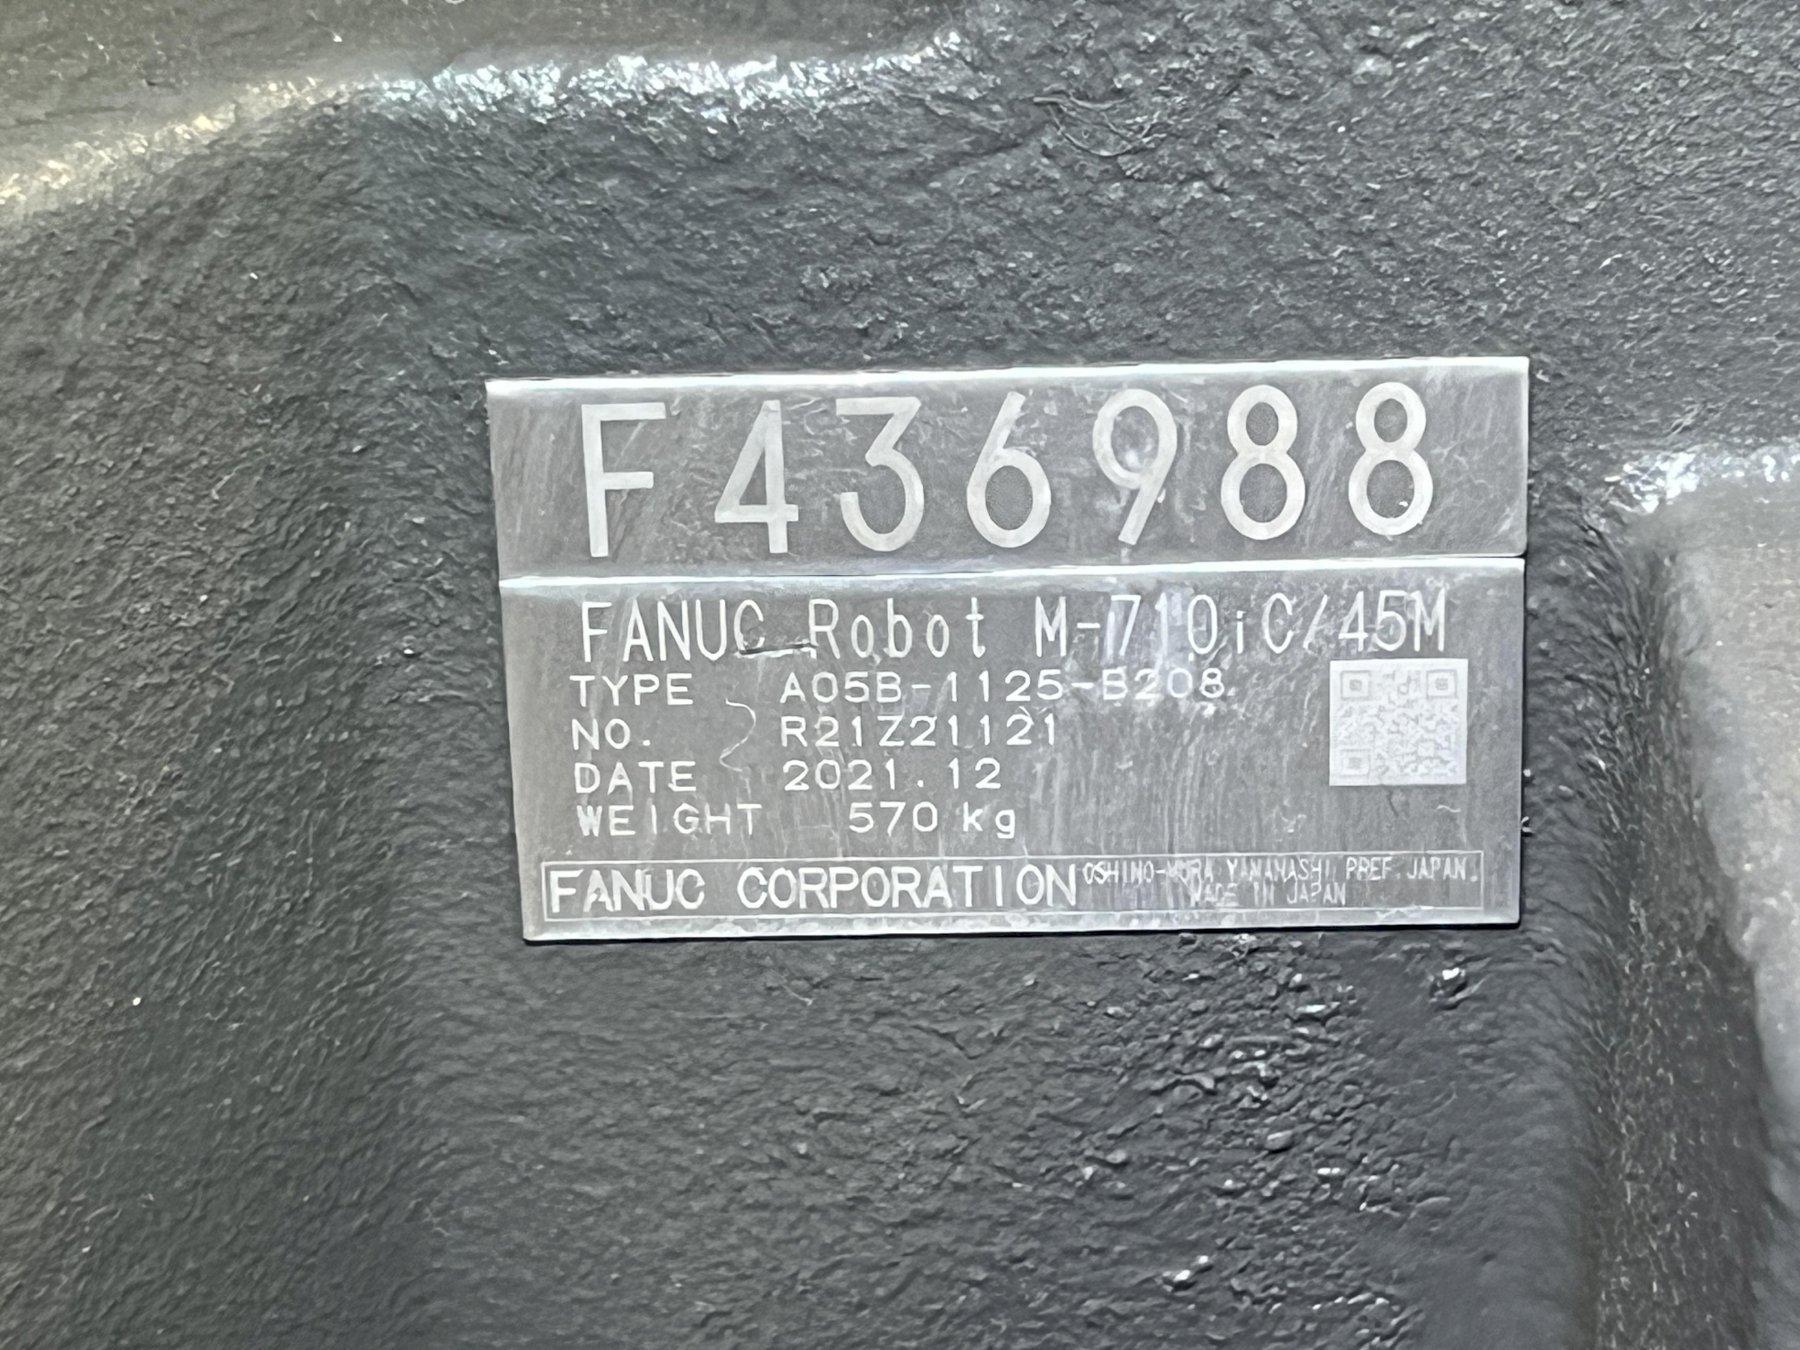 F436988
FANUC Robot M-710iC/45M
TYPE A05B-1125-B208
NO. R21Z21121
DATE 2021.12
WEIGHT 570 kg
FANUC CORPORATION OSHINO-MURA, YAMANASHI PREF. JAPAN.
MADE IN JAPAN